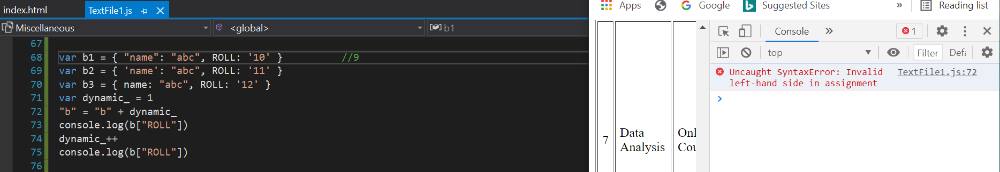 index.html
TextFile1.js
Miscellaneous
<global>
b1
67
68 var b1 = { "name": "abc", ROLL: '10' } //9
69 var b2 = { 'name': "abc", ROLL: '11' }
70 var b3 = { name: "abc", ROLL: '12' }
71 var dynamic_ = 1
72 "b" = "b" + dynamic_
73 console.log(b["ROLL"])
74 dynamic_++
75 console.log(b["ROLL"])
76
Apps
Google
Suggested Sites
»
Reading list
7
Data
Analysis
Onl
Cou
Console
»
1
top
Filter
Defa
Uncaught SyntaxError: Invalid TextFile1.js:72
left-hand side in assignment